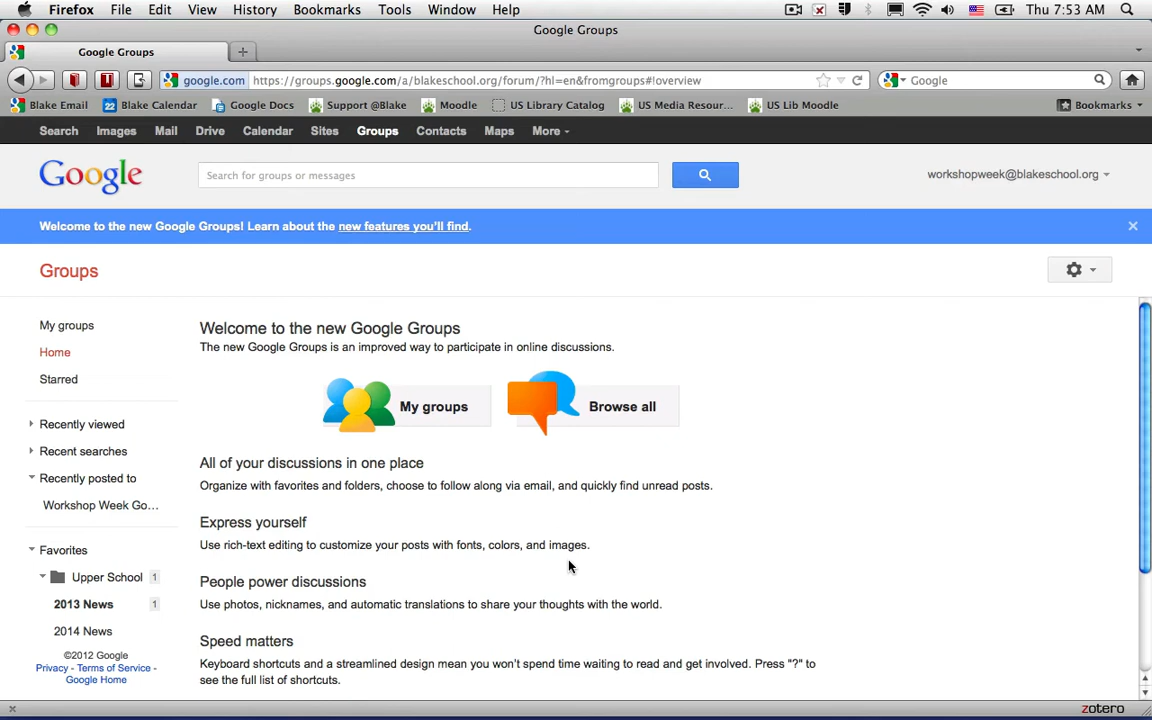 Firefox File Edit View History Bookmarks Tools Window Help Thu 7:53 AM
Google Groups
Google Groups
google.com https://groups.google.com/a/blakeschool.org/forum/?hl=en&fromgroups#!overview Google
Blake Email 22 Blake Calendar Google Docs Support @Blake Moodle US Library Catalog US Media Resour... US Lib Moodle Bookmarks
Search Images Mail Drive Calendar Sites Groups Contacts Maps More
Google Search for groups or messages workshopweek@blakeschool.org
Welcome to the new Google Groups! Learn about the new features you'll find.
Groups
My groups
Home
Starred
Recently viewed
Recent searches
Recently posted to
Workshop Week Go...
Favorites
Upper School 1
2013 News 1
2014 News
©2012 Google
Privacy - Terms of Service -
Google Home
Welcome to the new Google Groups
The new Google Groups is an improved way to participate in online discussions.
My groups Browse all
All of your discussions in one place
Organize with favorites and folders, choose to follow along via email, and quickly find unread posts.
Express yourself
Use rich-text editing to customize your posts with fonts, colors, and images.
People power discussions
Use photos, nicknames, and automatic translations to share your thoughts with the world.
Speed matters
Keyboard shortcuts and a streamlined design mean you won't spend time waiting to read and get involved. Press "?" to
see the full list of shortcuts.
zotero